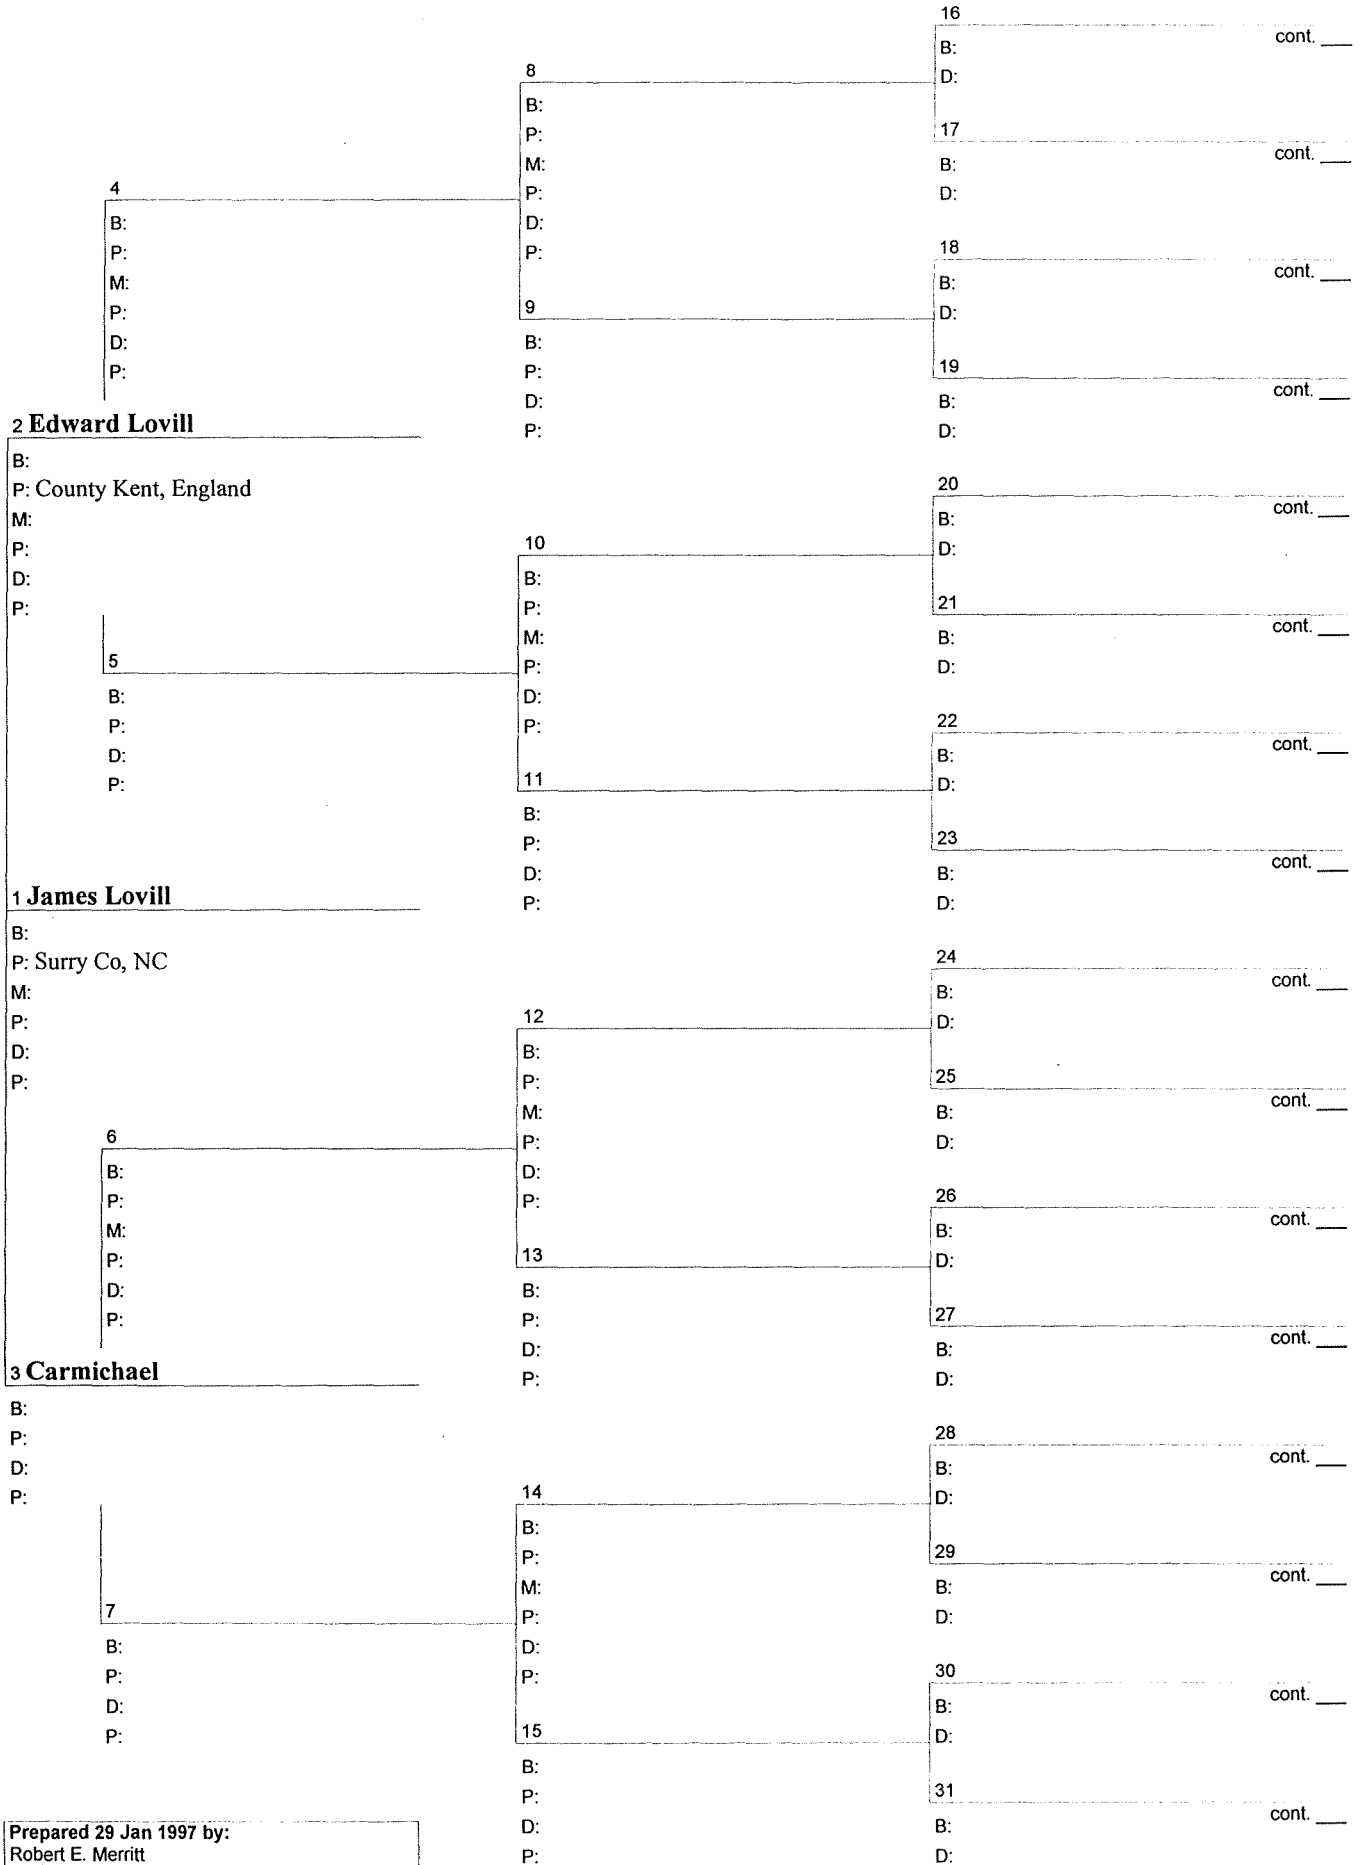 16
cont. ___
B:
D:
8
B:
P:
M:
P:
D:
P:
17
cont. ___
B:
D:
4
B:
P:
M:
P:
D:
P:
18
cont. ___
B:
D:
9
B:
P:
D:
P:
19
cont. ___
B:
D:
2 Edward Lovill
B:
P: County Kent, England
M:
P:
D:
P:
20
cont. ___
B:
D:
10
B:
P:
M:
P:
D:
P:
21
cont. ___
B:
D:
5
B:
P:
D:
P:
22
cont. ___
B:
D:
11
B:
P:
D:
P:
23
cont. ___
B:
D:
1 James Lovill
B:
P: Surry Co, NC
M:
P:
D:
P:
24
cont. ___
B:
D:
12
B:
P:
M:
P:
D:
P:
25
cont. ___
B:
D:
6
B:
P:
M:
P:
D:
P:
26
cont. ___
B:
D:
13
B:
P:
D:
P:
27
cont. ___
B:
D:
3 Carmichael
B:
P:
D:
P:
28
cont. ___
B:
D:
14
B:
P:
M:
P:
D:
P:
29
cont. ___
B:
D:
7
B:
P:
D:
P:
30
cont. ___
B:
D:
15
B:
P:
D:
P:
31
cont. ___
B:
D:
Prepared 29 Jan 1997 by:
Robert E. Merritt